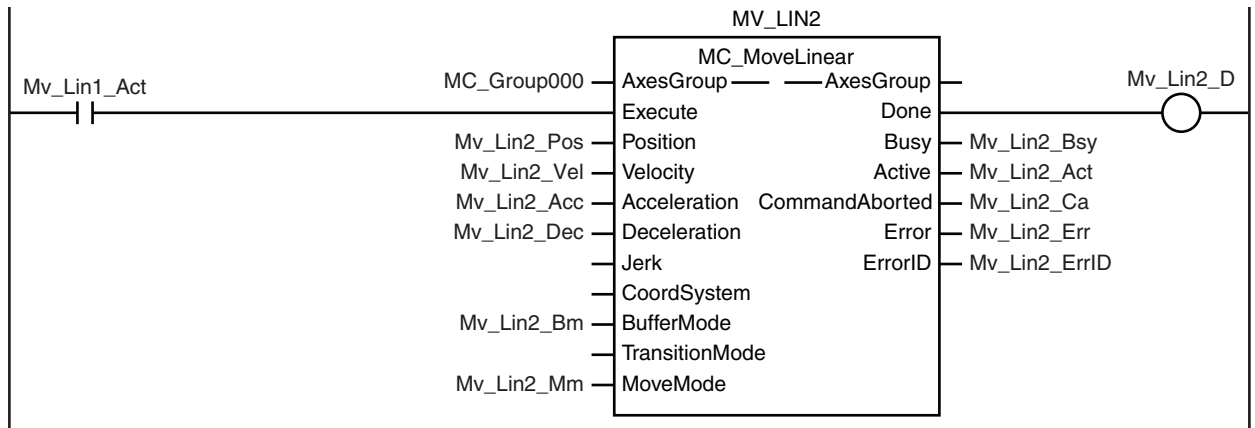 MV_LIN2
MC_MoveLinear
Mv_Lin1_Act
MC_Group000 AxesGroup AxesGroup Mv_Lin2_D
Execute Done
Mv_Lin2_Pos Position Busy Mv_Lin2_Bsy
Mv_Lin2_Vel Velocity Active Mv_Lin2_Act
Mv_Lin2_Acc Acceleration CommandAborted Mv_Lin2_Ca
Mv_Lin2_Dec Deceleration Error Mv_Lin2_Err
Jerk ErrorID Mv_Lin2_ErrID
CoordSystem
Mv_Lin2_Bm BufferMode
TransitionMode
Mv_Lin2_Mm MoveMode